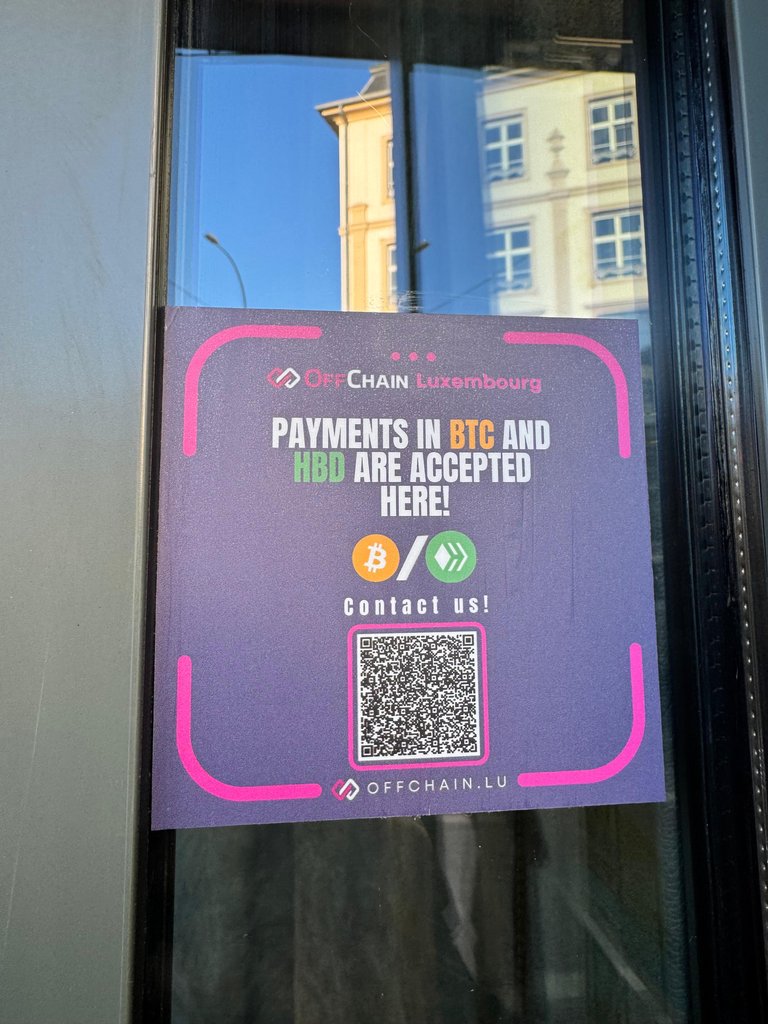 OffChain Luxembourg
PAYMENTS IN BTC AND
HBD ARE ACCEPTED
HERE!
Contact us!
OFFCHAIN.LU